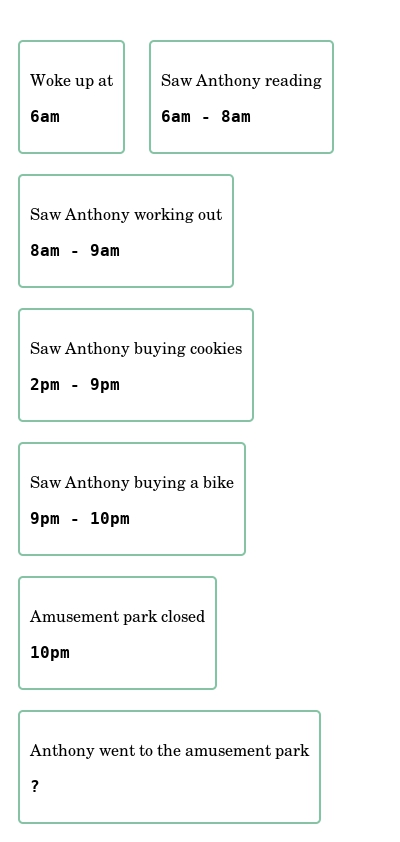 Woke up at
6am
Saw Anthony reading
6am - 8am
Saw Anthony working out
8am - 9am
Saw Anthony buying cookies
2pm - 9pm
Saw Anthony buying a bike
9pm - 10pm
Amusement park closed
10pm
Anthony went to the amusement park
?